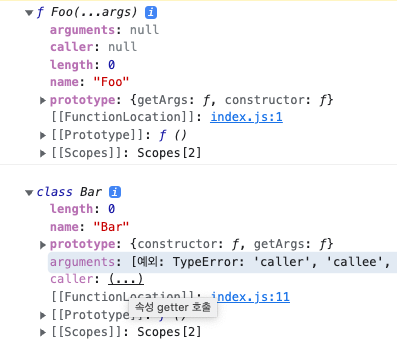 ƒ Foo(...args)
arguments: null
caller: null
length: 0
name: "Foo"
prototype: {getArgs: ƒ, constructor: ƒ}
[[FunctionLocation]]: index.js:1
[[Prototype]]: ƒ ()
[[Scopes]]: Scopes[2]
class Bar
length: 0
name: "Bar"
prototype: {constructor: ƒ, getArgs: ƒ}
arguments: [예외: TypeError: 'caller', 'callee',
caller: (...)
[[FunctionLocation]]: index.js:11
속성 getter 호출
[[Prototype]]: ƒ ()
[[Scopes]]: Scopes[2]